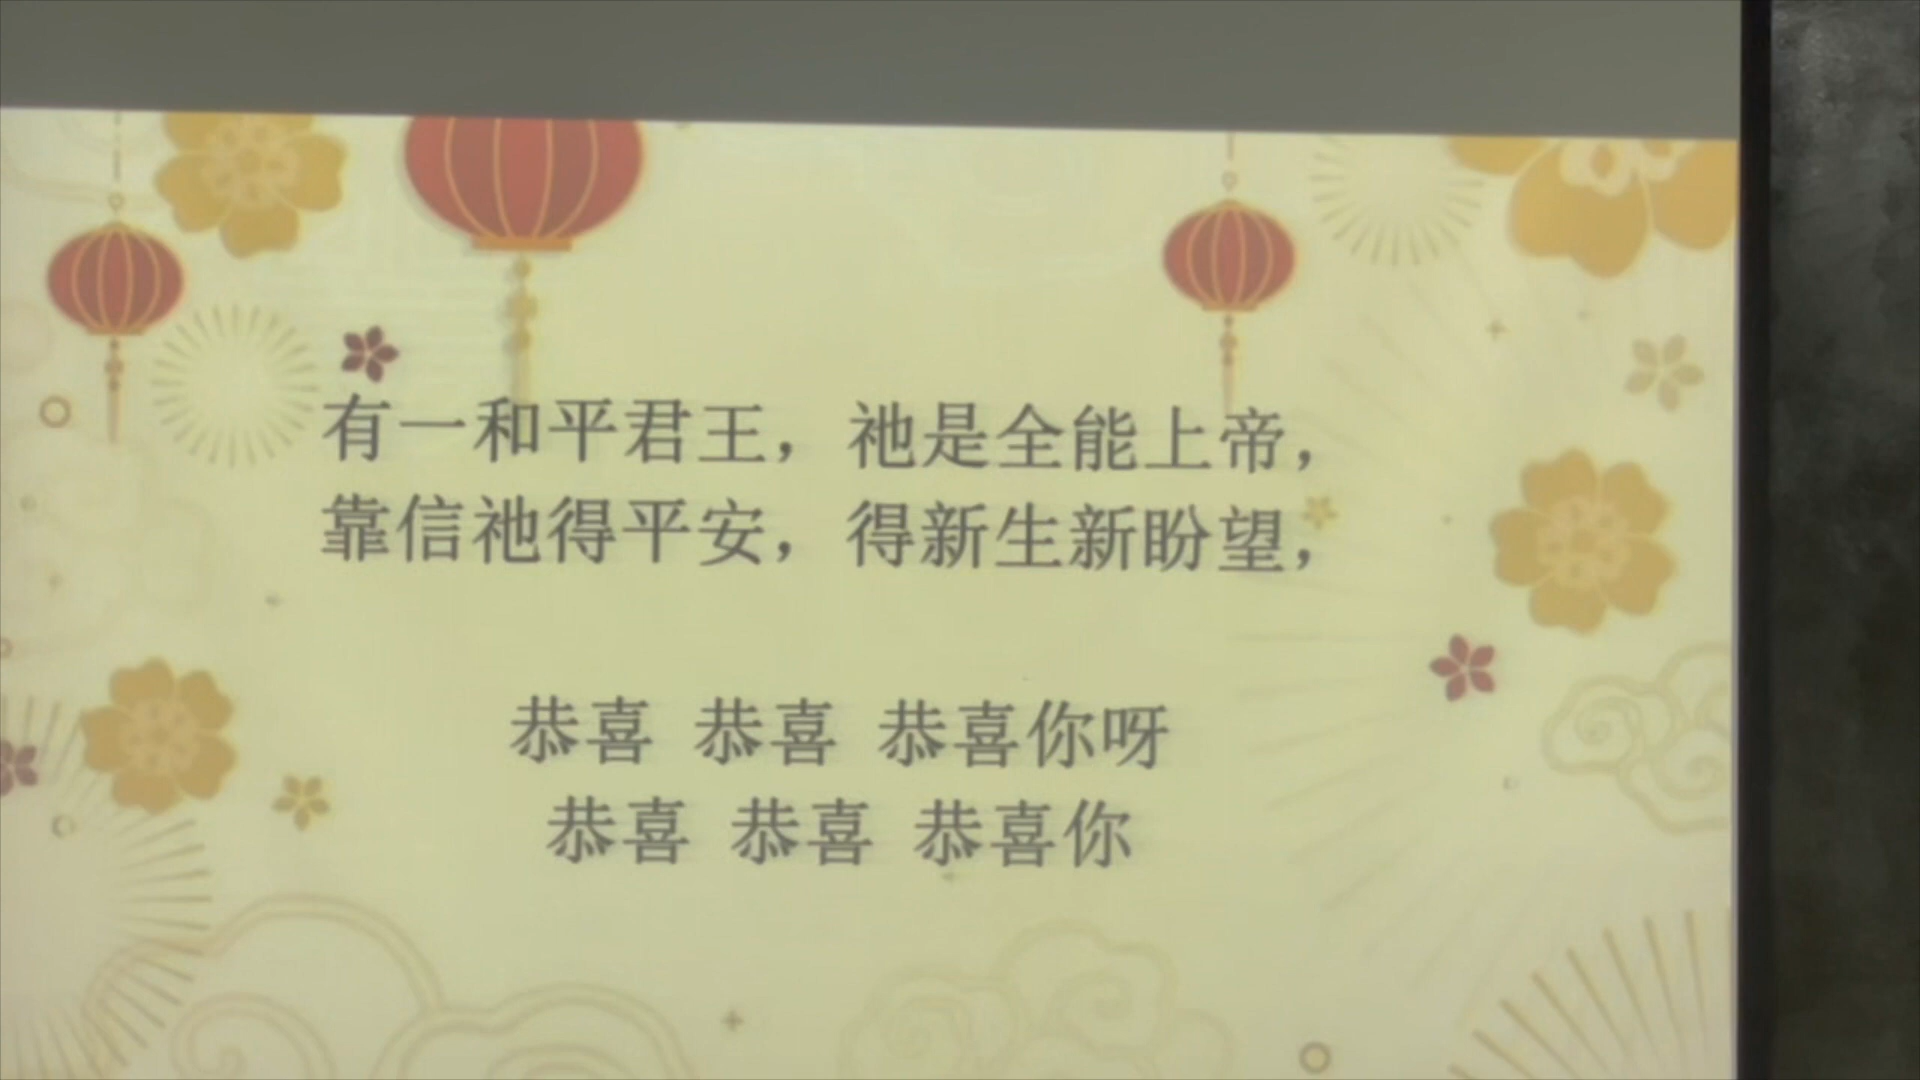 有一和平君王，祂是全能上帝，
靠信祂得平安，得新生新盼望，
恭喜 恭喜 恭喜你呀
恭喜 恭喜 恭喜你